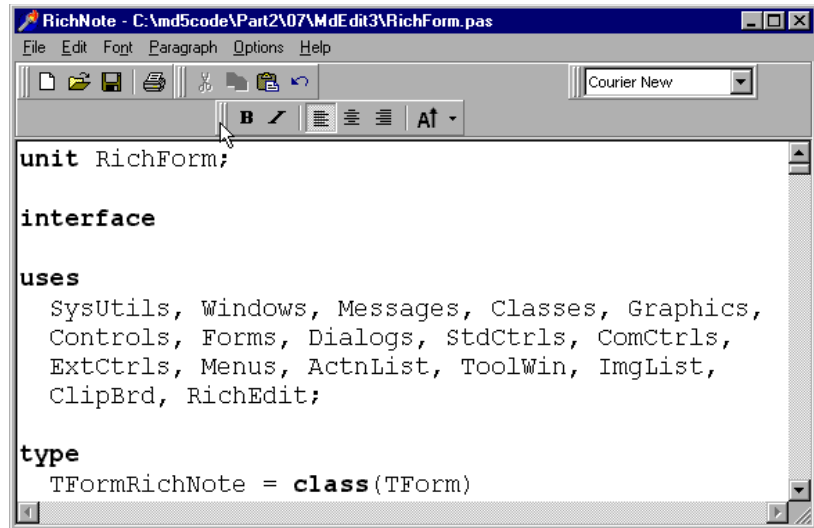 RichNote - C:\md5code\Part2\07\MdEdit3\RichForm.pas
File Edit Font Paragraph Options Help
Courier New
B I A
unit RichForm;
interface
uses
SysUtils, Windows, Messages, Classes, Graphics,
Controls, Forms, Dialogs, StdCtrls, ComCtrls,
ExtCtrls, Menus, ActnList, ToolWin, ImgList,
ClipBrd, RichEdit;
type
TFormRichNote = class(TForm)